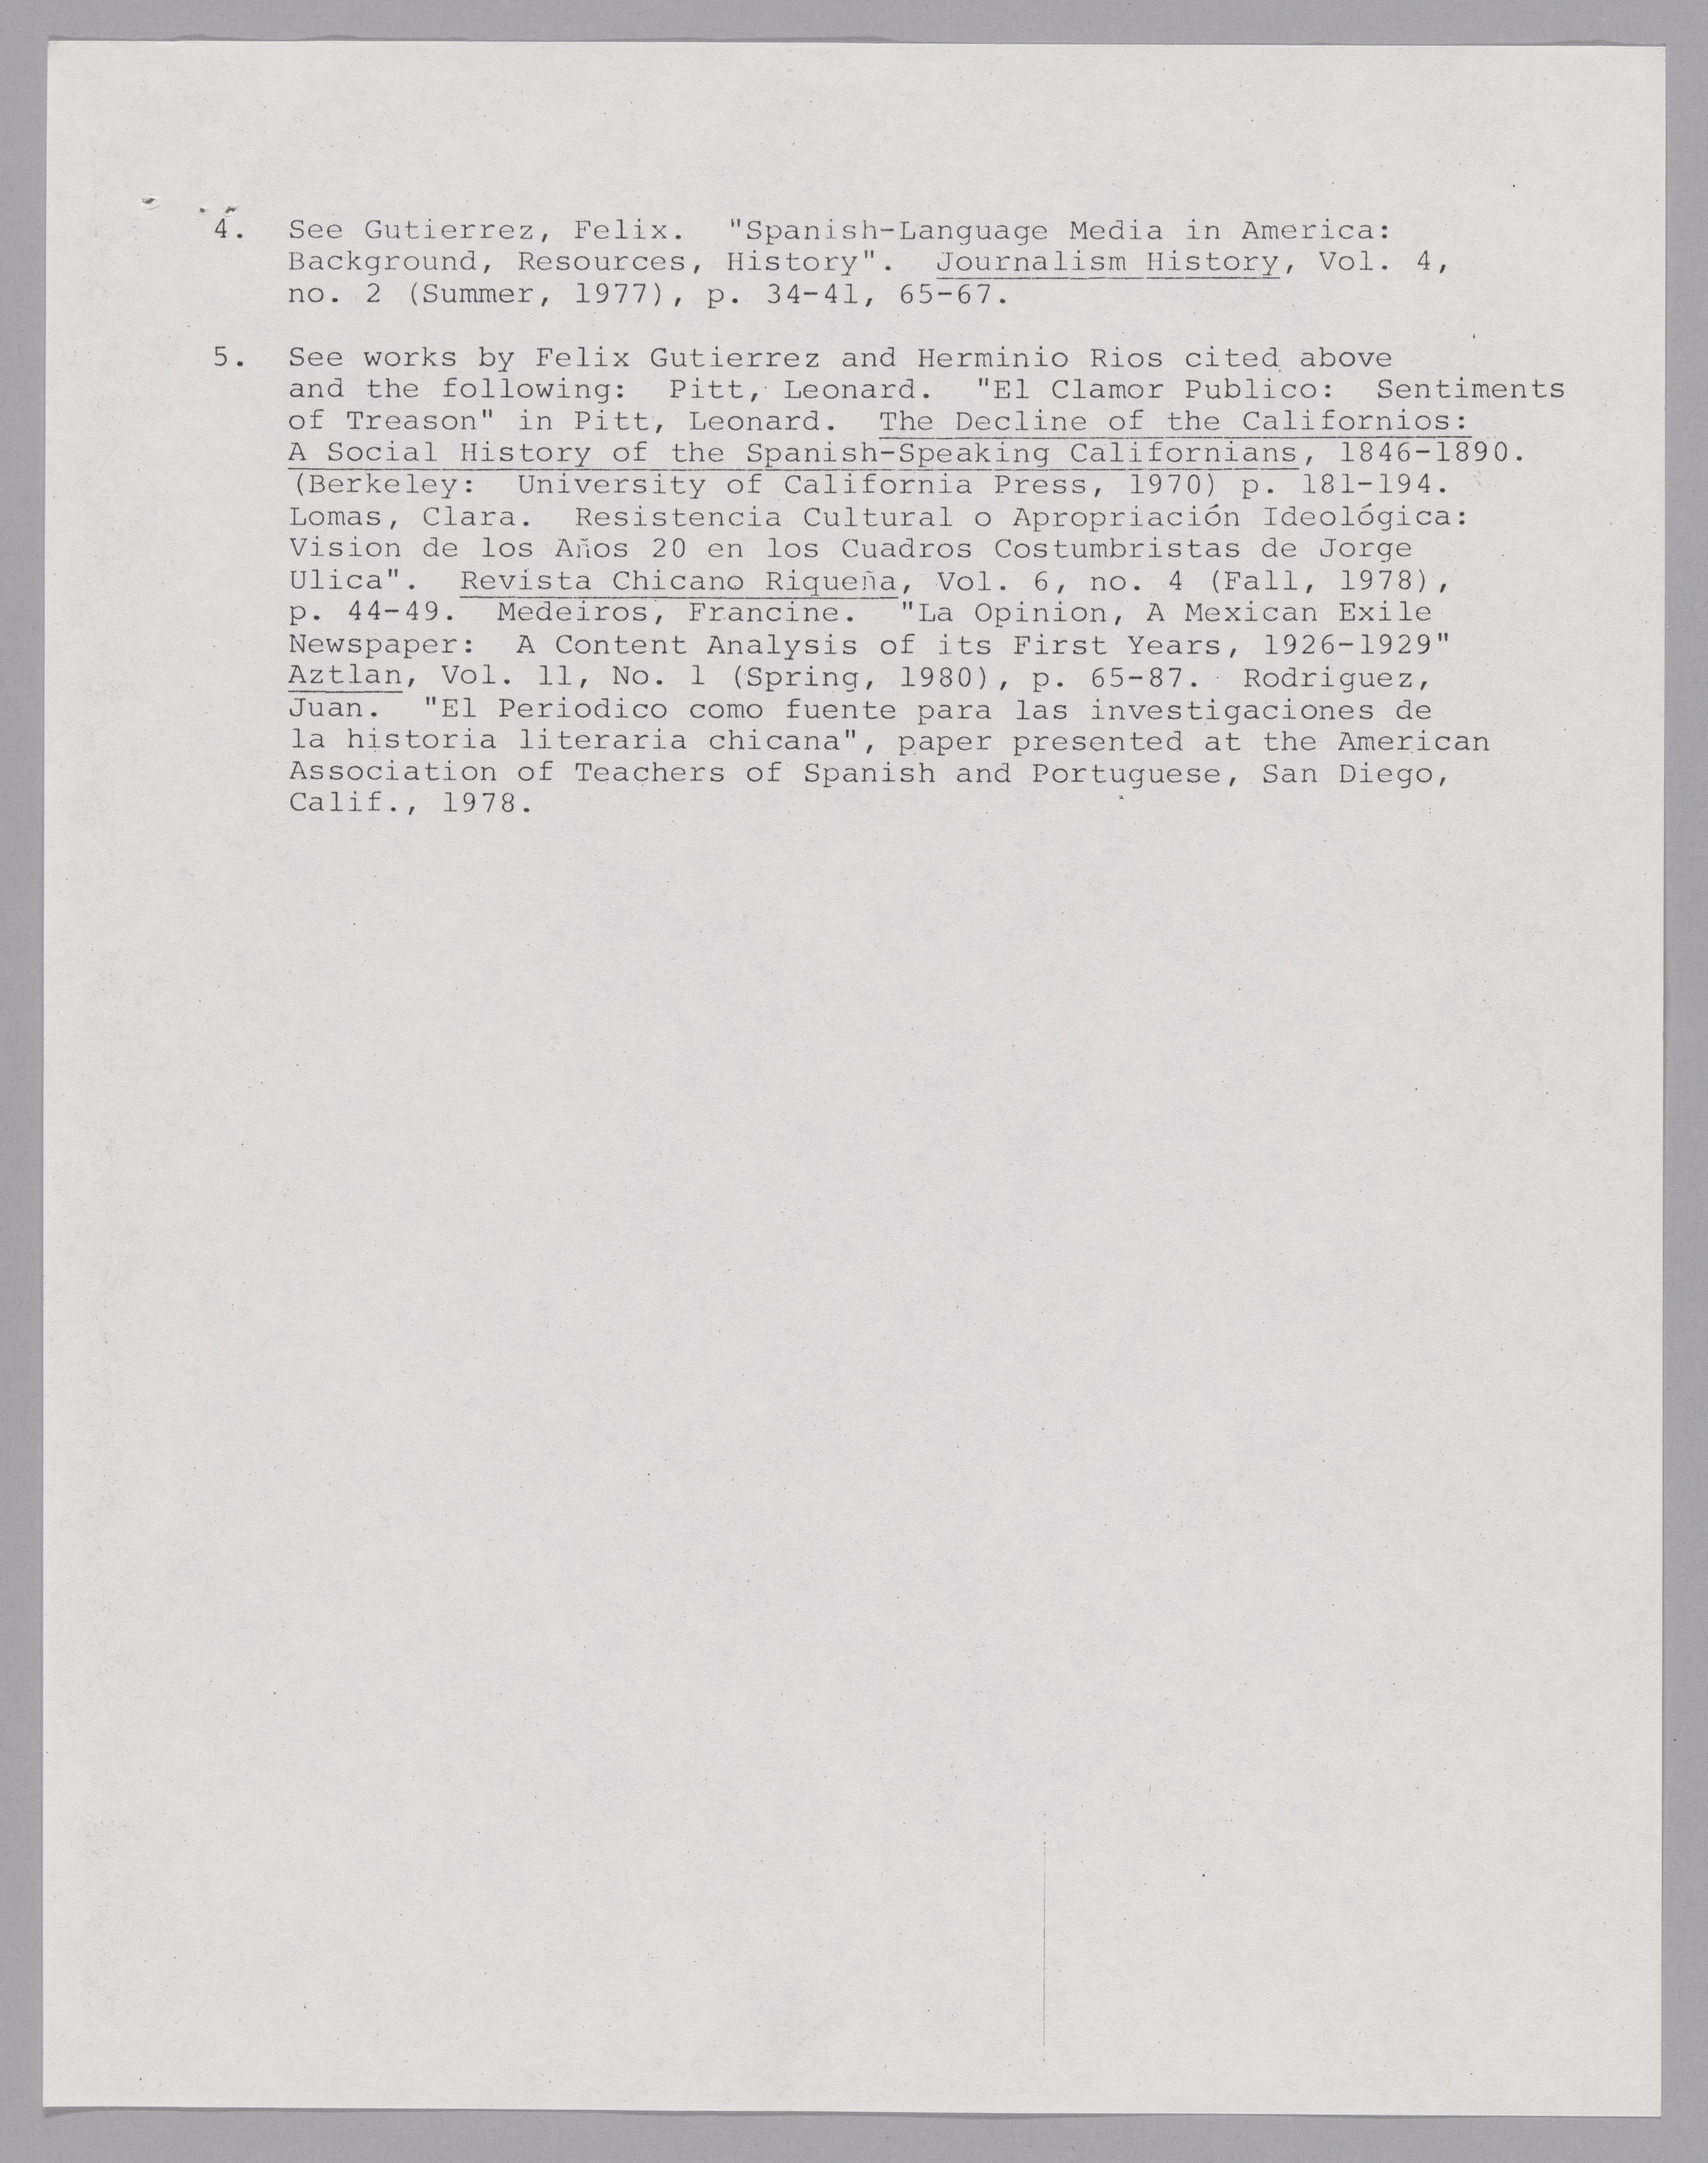 4. See Gutierrez, Felix. "Spanish-Language Media in America:
Background, Resources, History". Journalism History, Vol. 4,
no. 2 (Summer, 1977), p. 34-41, 65-67.
5. See works by Felix Gutierrez and Herminio Rios cited above
and the following: Pitt, Leonard. "El Clamor Publico: Sentiments
of Treason" in Pitt, Leonard. The Decline of the Californios:
A Social History of the Spanish-Speaking Californians, 1846-1890.
(Berkeley: University of California Press, 1970) p. 181-194.
Lomas, Clara. Resistencia Cultural o Apropriación Ideológica:
Vision de los Años 20 en los Cuadros Costumbristas de Jorge
Ulica". Revista Chicano Riqueña, Vol. 6, no. 4 (Fall, 1978),
p. 44-49. Medeiros, Francine. "La Opinion, A Mexican Exile
Newspaper: A Content Analysis of its First Years, 1926-1929"
Aztlan, Vol. 11, No. 1 (Spring, 1980), p. 65-87. Rodriguez,
Juan. "El Periodico como fuente para las investigaciones de
la historia literaria chicana", paper presented at the American
Association of Teachers of Spanish and Portuguese, San Diego,
Calif., 1978.